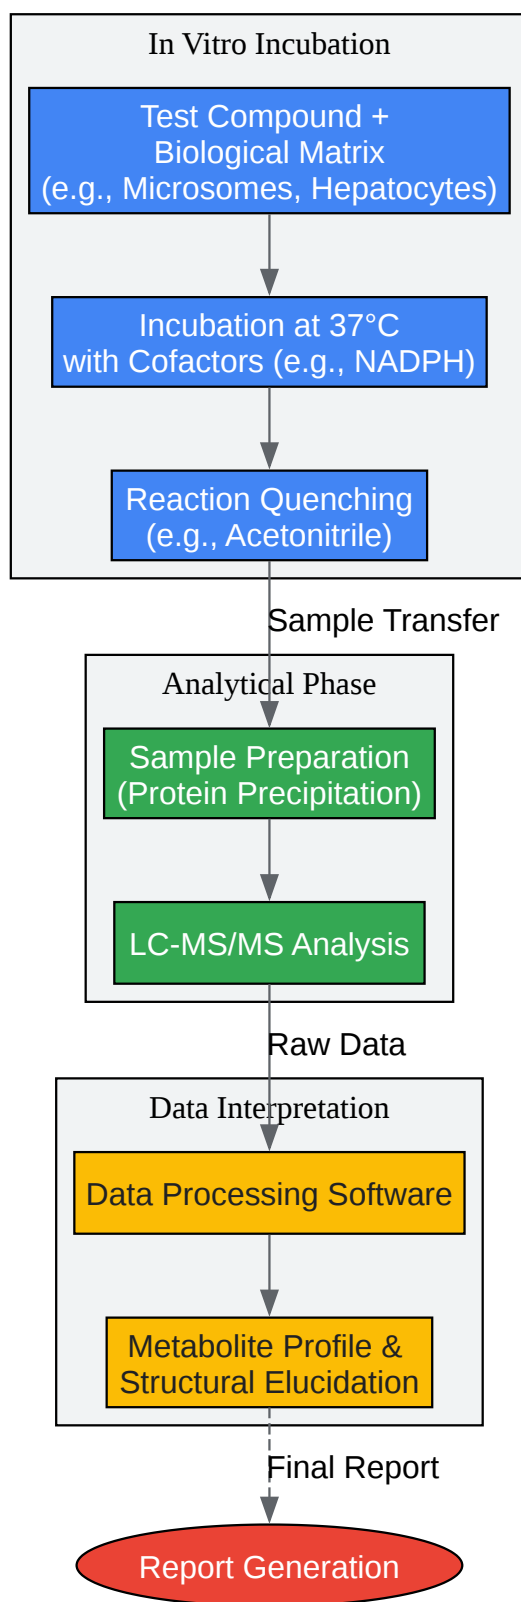 In Vitro Incubation
Test Compound +
Biological Matrix
(e.g., Microsomes, Hepatocytes)
Incubation at 37°C
with Cofactors (e.g., NADPH)
Reaction Quenching
(e.g., Acetonitrile)
Sample Transfer
Analytical Phase
Sample Preparation
(Protein Precipitation)
LC-MS/MS Analysis
Raw Data
Data Interpretation
Data Processing Software
Metabolite Profile &
Structural Elucidation
Final Report
Report Generation